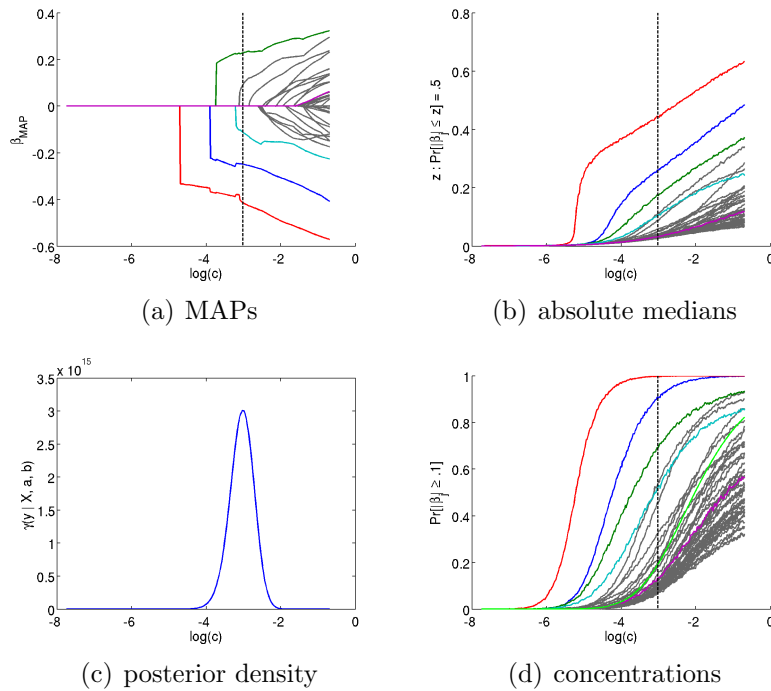 0.4
0.2
0
-0.2
-0.4
-0.6
β_MAP
-8 -6 -4 -2 0
log(c)
(a) MAPs
0.8
0.6
0.4
0.2
0
z : Pr[|β_j| ≤ z] = .5
-8 -6 -4 -2 0
log(c)
(b) absolute medians
x 10^15
3.5
3
2.5
2
1.5
1
0.5
0
γ(y | X, a, b)
-8 -6 -4 -2 0
log(c)
(c) posterior density
1
0.8
0.6
0.4
0.2
0
Pr[|β_j| ≥ .1]
-8 -6 -4 -2 0
log(c)
(d) concentrations